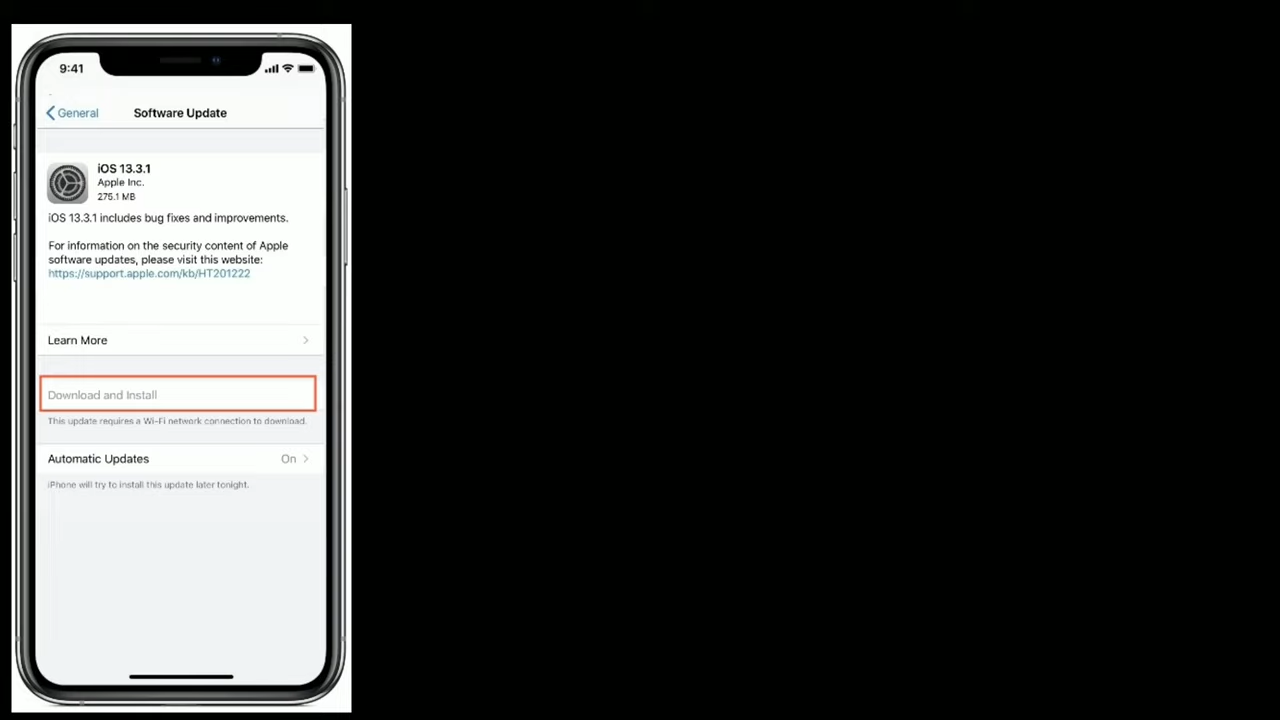 9:41
General Software Update
iOS 13.3.1
Apple Inc.
275.1 MB
iOS 13.3.1 includes bug fixes and improvements.
For information on the security content of Apple
software updates, please visit this website:
https://support.apple.com/kb/HT201222
Learn More
Download and Install
This update requires a Wi-Fi network connection to download.
Automatic Updates On
iPhone will try to install this update later tonight.